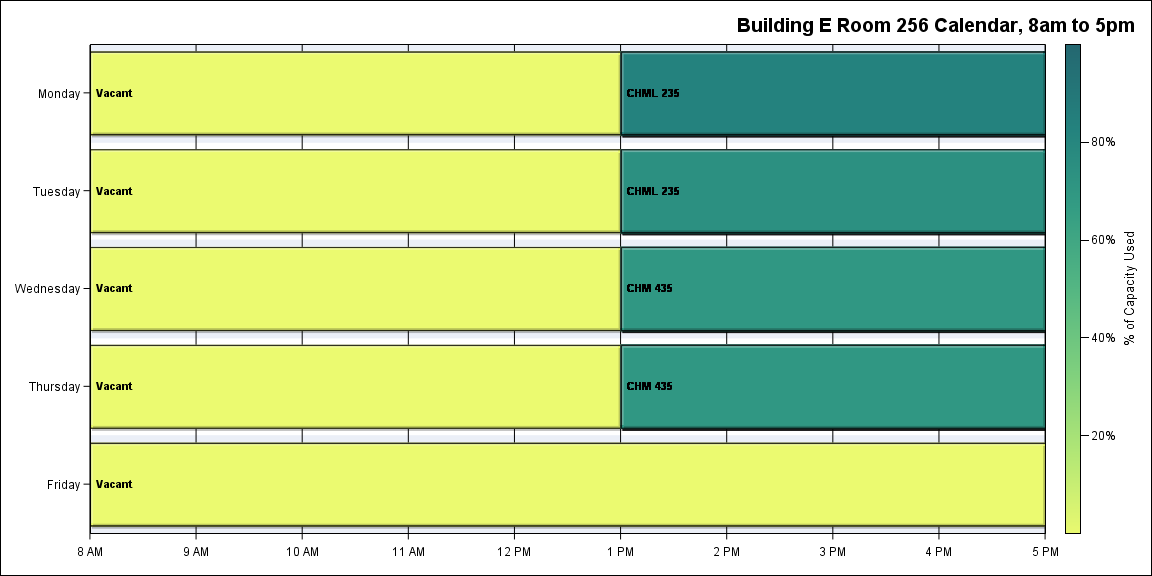 Building E Room 256 Calendar, 8am to 5pm
Monday
Vacant
CHML 235
Tuesday
Vacant
CHML 235
Wednesday
Vacant
CHM 435
Thursday
Vacant
CHM 435
Friday
Vacant
8 AM 9 AM 10 AM 11 AM 12 PM 1 PM 2 PM 3 PM 4 PM 5 PM
80%
60%
40%
20%
% of Capacity Used